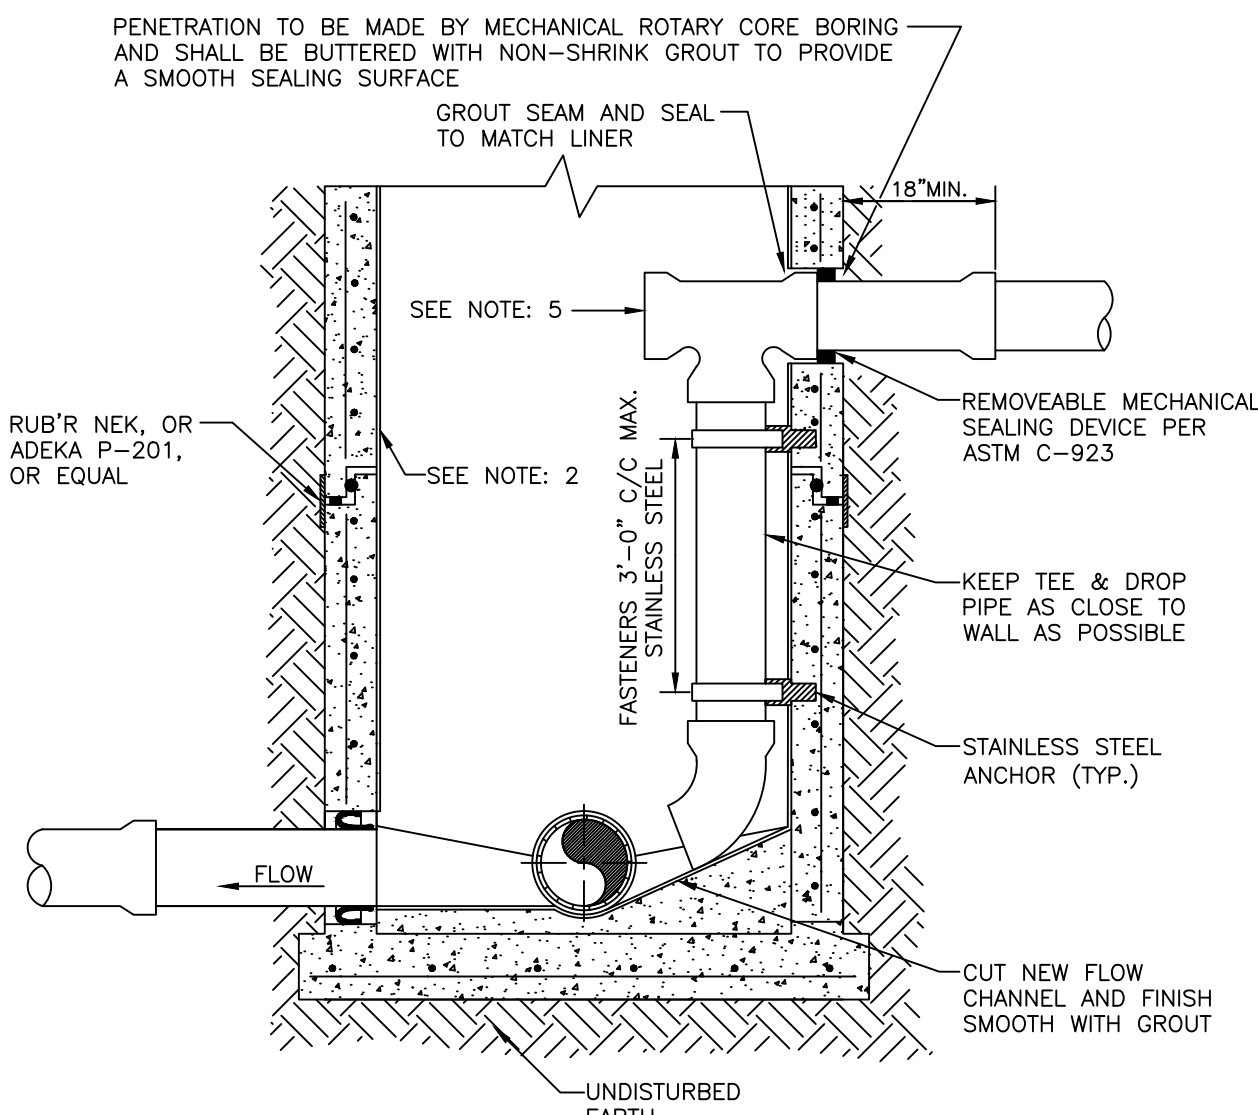 PENETRATION TO BE MADE BY MECHANICAL ROTARY CORE BORING
AND SHALL BE BUTTERED WITH NON-SHRINK GROUT TO PROVIDE
A SMOOTH SEALING SURFACE
GROUT SEAM AND SEAL
TO MATCH LINER
18"MIN.
SEE NOTE: 5
RUB'R NEK, OR
ADEKA P-201,
OR EQUAL
SEE NOTE: 2
FASTENERS 3'-0" C/C MAX.
STAINLESS STEEL
REMOVEABLE MECHANICAL
SEALING DEVICE PER
ASTM C-923
KEEP TEE & DROP
PIPE AS CLOSE TO
WALL AS POSSIBLE
STAINLESS STEEL
ANCHOR (TYP.)
FLOW
CUT NEW FLOW
CHANNEL AND FINISH
SMOOTH WITH GROUT
UNDISTURBED
EARTH